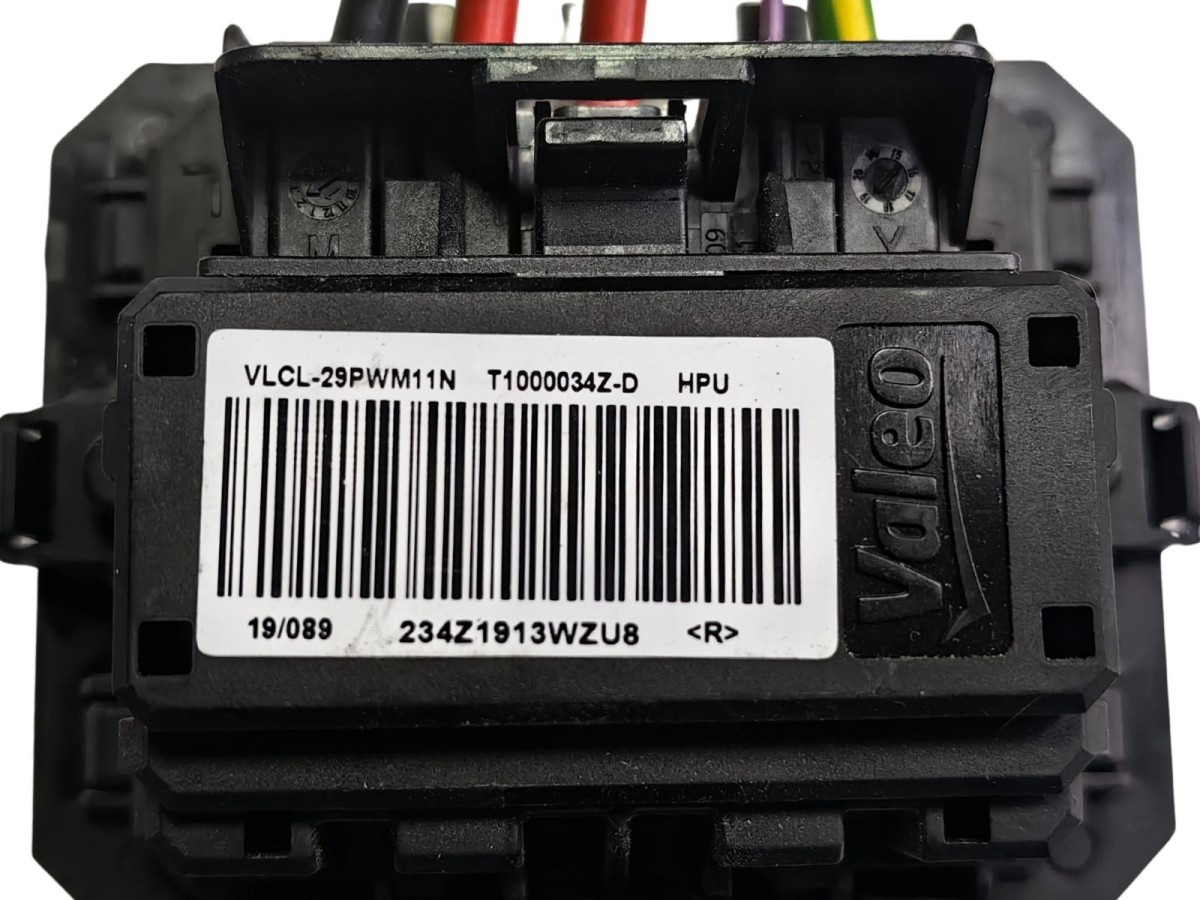 VLCL-29PWM11N T1000034Z-D HPU
19/089 234Z1913WZU8 <R>
Valeo